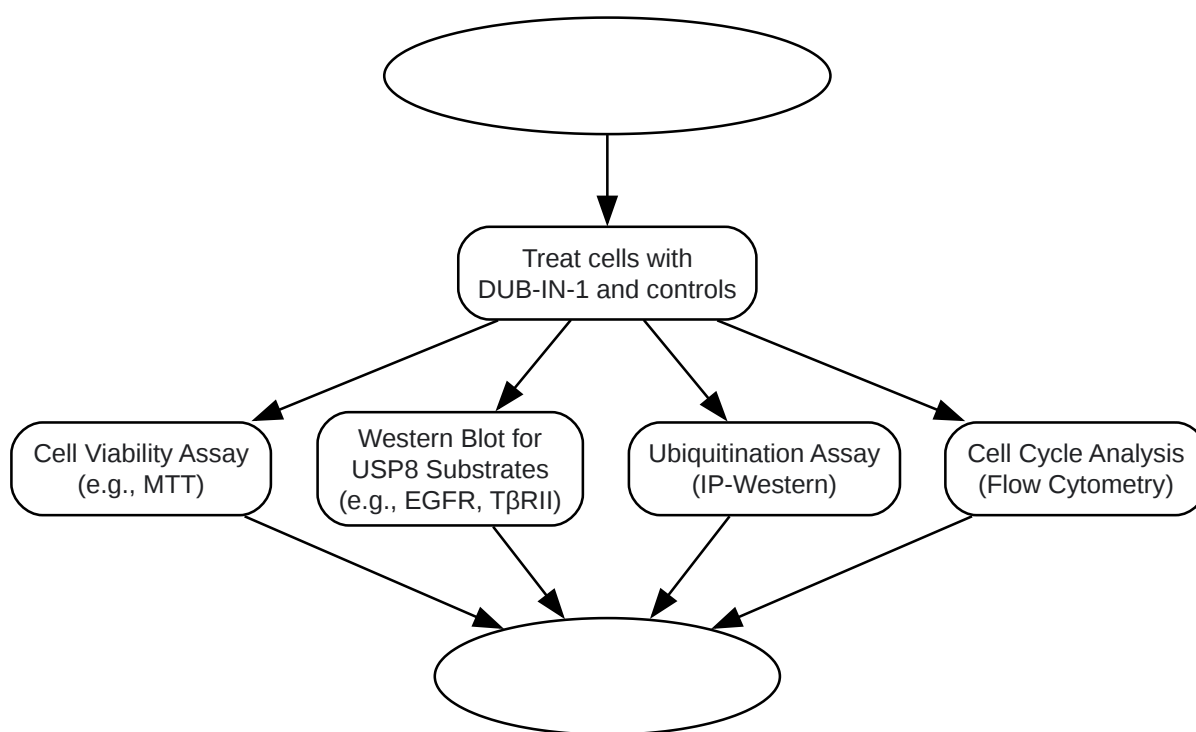 Treat cells with
DUB-IN-1 and controls
Cell Viability Assay
(e.g., MTT)
Western Blot for
USP8 Substrates
(e.g., EGFR, TβRII)
Ubiquitination Assay
(IP-Western)
Cell Cycle Analysis
(Flow Cytometry)